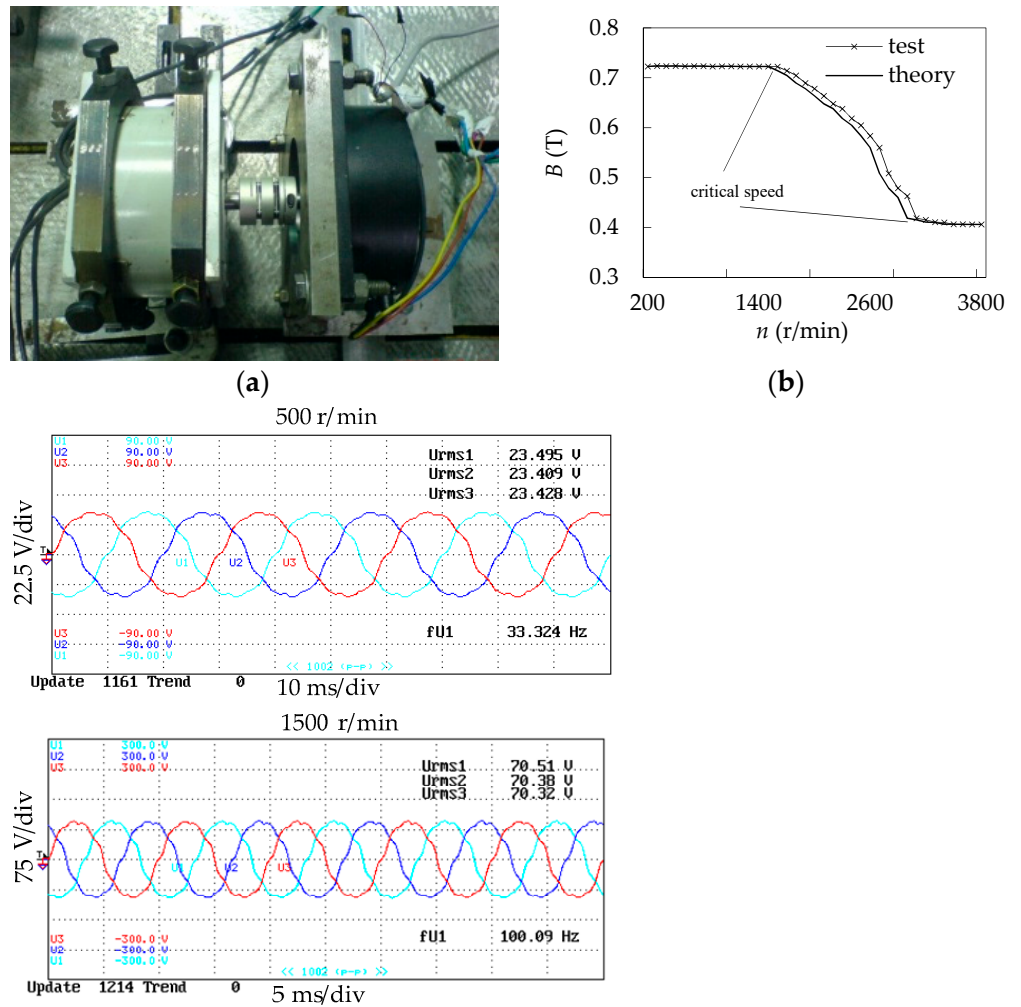 0.8
0.7
0.6
0.5
0.4
0.3
B (T)
test
theory
critical speed
200
1400
2600
3800
n (r/min)
(a)
(b)
500 r/min
U1 90.00 V
U2 90.00 V
U3 90.00 V
Urms1 23.495 V
Urms2 23.409 V
Urms3 23.428 V
22.5 V/div
T
U1
U2
U3
U3 -90.00 V
U2 -90.00 V
U1 -90.00 V
fU1 33.324 Hz
<< 1002 (p-p) >>
Update 1161 Trend 0
10 ms/div
1500 r/min
U1 300.0 V
U2 300.0 V
U3 300.0 V
Urms1 70.51 V
Urms2 70.38 V
Urms3 70.32 V
75 V/div
T
U1
U2
U3
U3 -300.0 V
U2 -300.0 V
U1 -300.0 V
fU1 100.09 Hz
<< 1002 (p-p) >>
Update 1214 Trend 0
5 ms/div